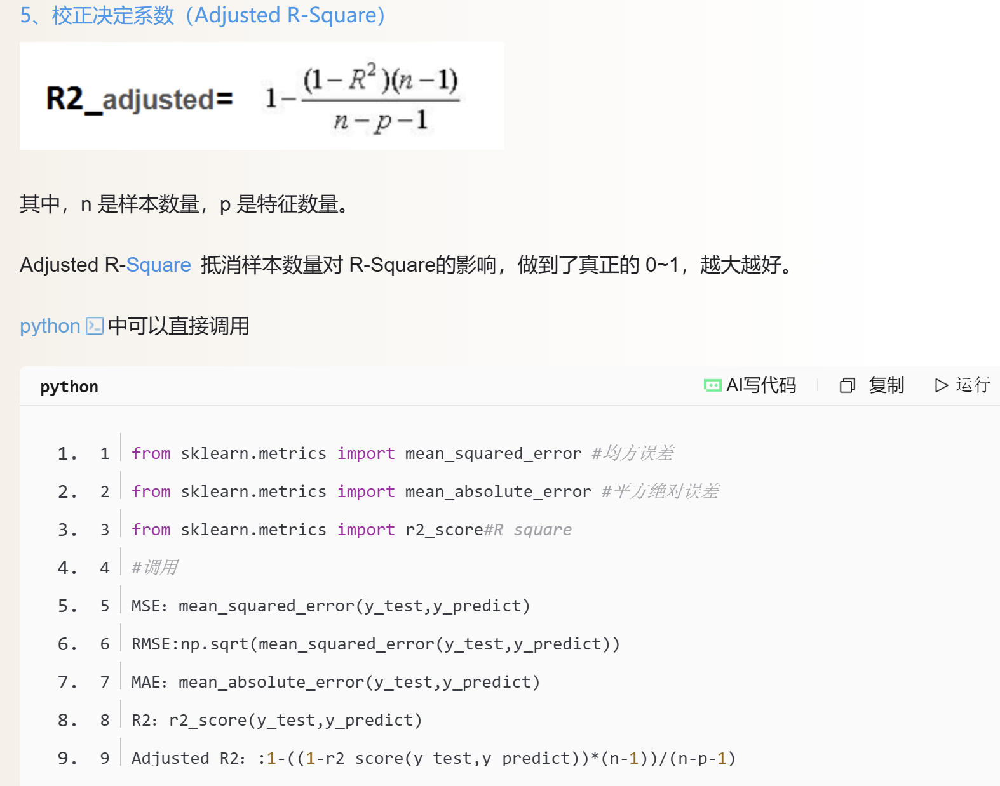 5、校正决定系数（Adjusted R-Square）
R2_adjusted= 1-\frac{(1-R^2)(n-1)}{n-p-1}
其中，n 是样本数量，p 是特征数量。
Adjusted R-Square 抵消样本数量对 R-Square的影响，做到了真正的 0~1，越大越好。
python 中可以直接调用
python AI写代码 复制 运行
1. 1 from sklearn.metrics import mean_squared_error #均方误差
2. 2 from sklearn.metrics import mean_absolute_error #平方绝对误差
3. 3 from sklearn.metrics import r2_score#R square
4. 4 #调用
5. 5 MSE：mean_squared_error(y_test,y_predict)
6. 6 RMSE:np.sqrt(mean_squared_error(y_test,y_predict))
7. 7 MAE：mean_absolute_error(y_test,y_predict)
8. 8 R2：r2_score(y_test,y_predict)
9. 9 Adjusted R2：:1-((1-r2_score(y_test,y_predict))*(n-1))/(n-p-1)